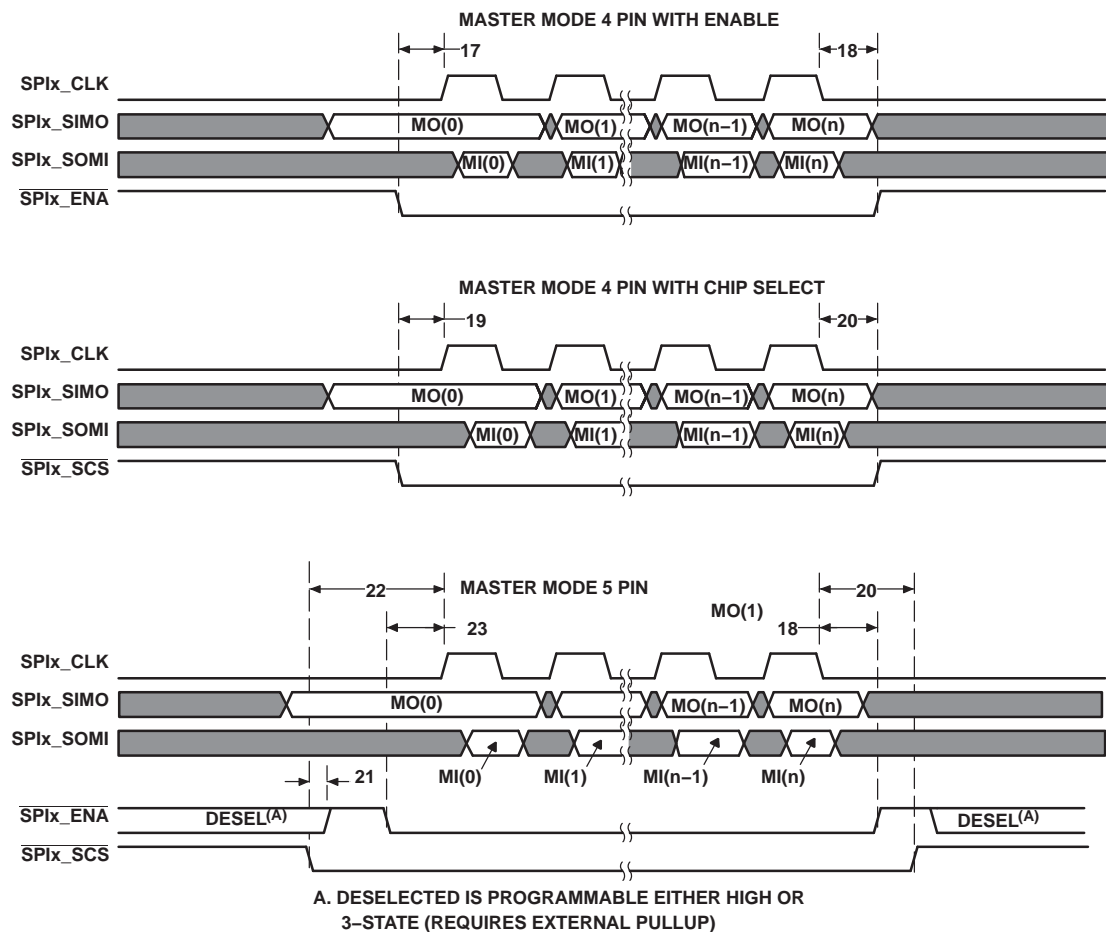 MASTER MODE 4 PIN WITH ENABLE
17
18
SPIx_CLK
SPIx_SIMO
MO(0)
MO(1)
MO(n−1)
MO(n)
SPIx_SOMI
MI(0)
MI(1)
MI(n−1)
MI(n)
SPIx_ENA
MASTER MODE 4 PIN WITH CHIP SELECT
19
20
SPIx_CLK
SPIx_SIMO
MO(0)
MO(1)
MO(n−1)
MO(n)
SPIx_SOMI
MI(0)
MI(1)
MI(n−1)
MI(n)
SPIx_SCS
22
MASTER MODE 5 PIN
20
MO(1)
23
18
SPIx_CLK
SPIx_SIMO
MO(0)
MO(n−1)
MO(n)
SPIx_SOMI
21
MI(0)
MI(1)
MI(n−1)
MI(n)
SPIx_ENA
DESEL(A)
DESEL(A)
SPIx_SCS
A. DESELECTED IS PROGRAMMABLE EITHER HIGH OR
3−STATE (REQUIRES EXTERNAL PULLUP)